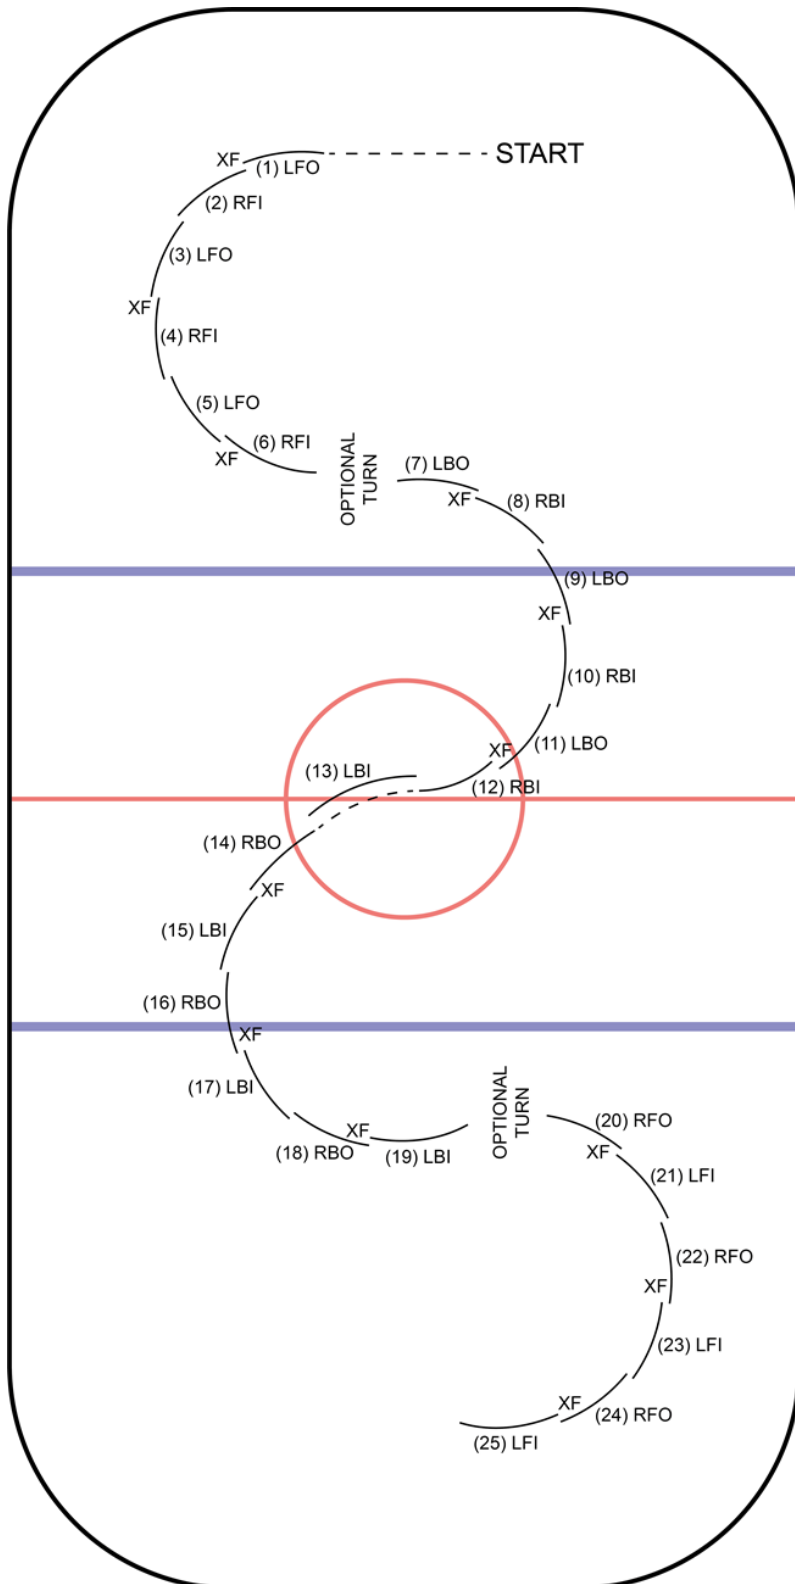 START
XF
(1) LFO
(2) RFI
(3) LFO
XF
(4) RFI
(5) LFO
XF
(6) RFI
OPTIONAL
TURN
(7) LBO
XF
(8) RBI
(9) LBO
XF
(10) RBI
(11) LBO
XF
(12) RBI
(13) LBI
(14) RBO
XF
(15) LBI
(16) RBO
XF
(17) LBI
(18) RBO
XF
(19) LBI
OPTIONAL
TURN
(20) RFO
XF
(21) LFI
(22) RFO
XF
(23) LFI
(24) RFO
XF
(25) LFI